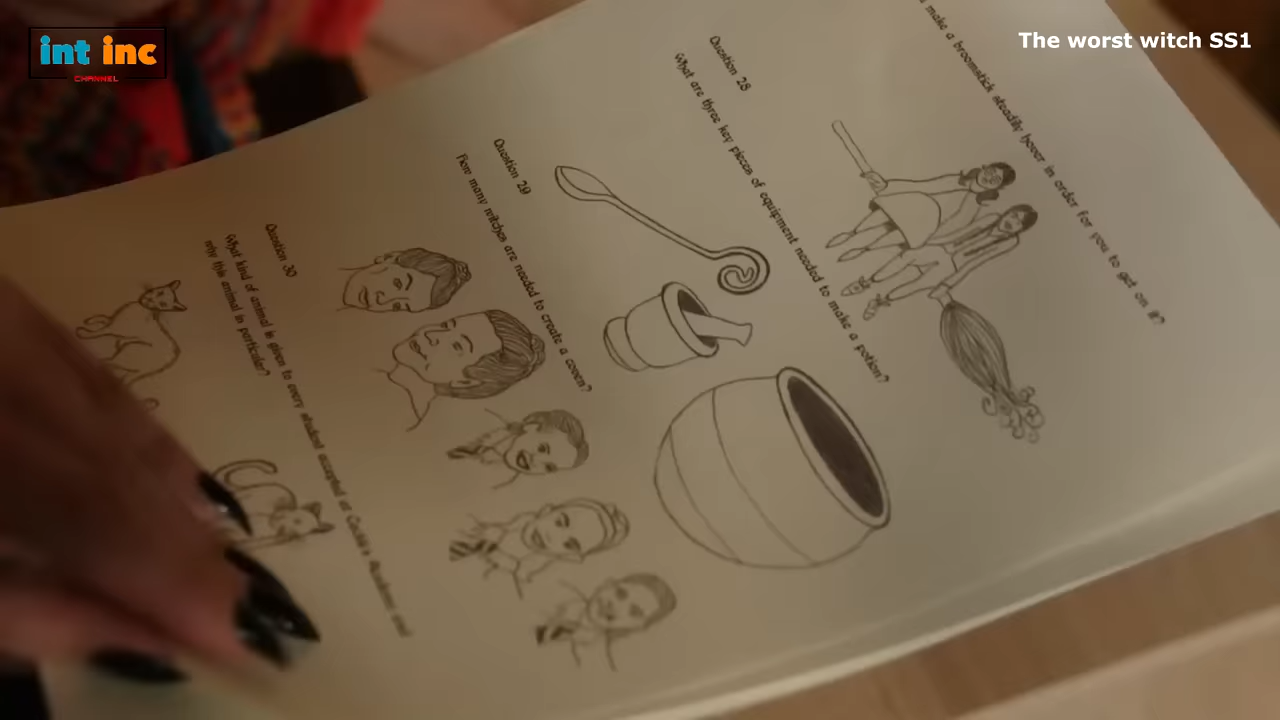 int inc
CHANNEL
The worst witch SS1
make a broomstick steadily hover in order for you to get on it?
Question 28
What are three key pieces of equipment needed to make a potion?
Question 29
How many witches are needed to create a coven?
Question 30
What kind of animal is given to every student accepted at Cackle's Academy and
why this animal in particular?